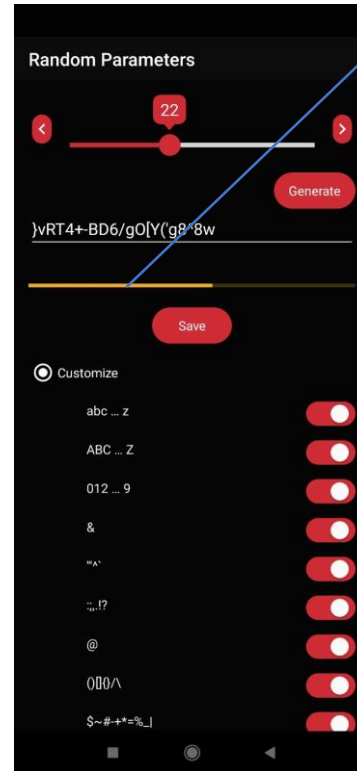 Random Parameters
22
Generate
}vRT4+-BD6/gO[Y('g8^8w
Save
Customize
abc ... z
ABC ... Z
012 ... 9
&
"'^`
:;,.!?
@
()[]{}/\
$~#-+*=%_|